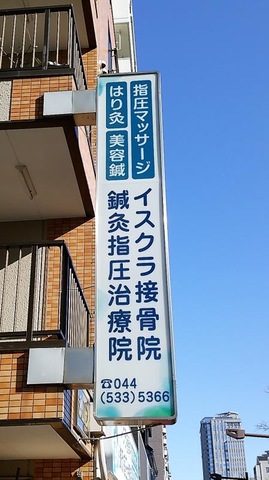 指圧マッサージ
はり灸 美容鍼
イスクラ接骨院
鍼灸指圧治療院
☎044
(533)5366